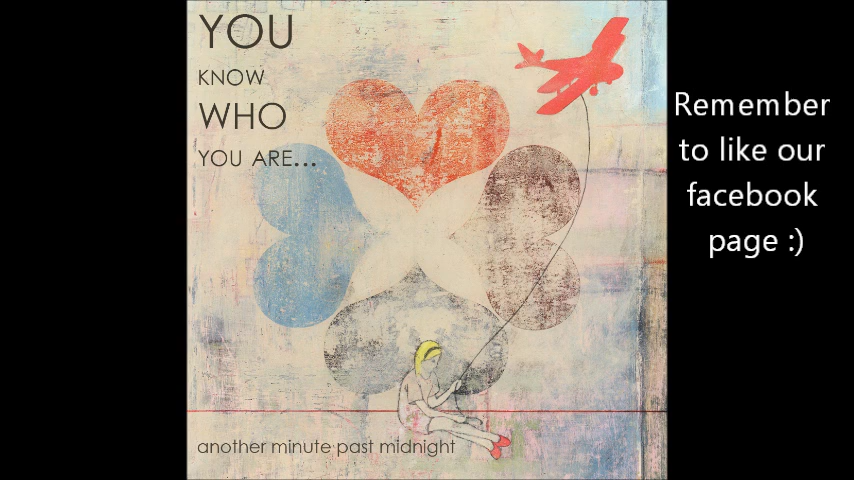 YOU
KNOW
WHO
YOU ARE...
another minute past midnight
Remember
to like our
facebook
page :)